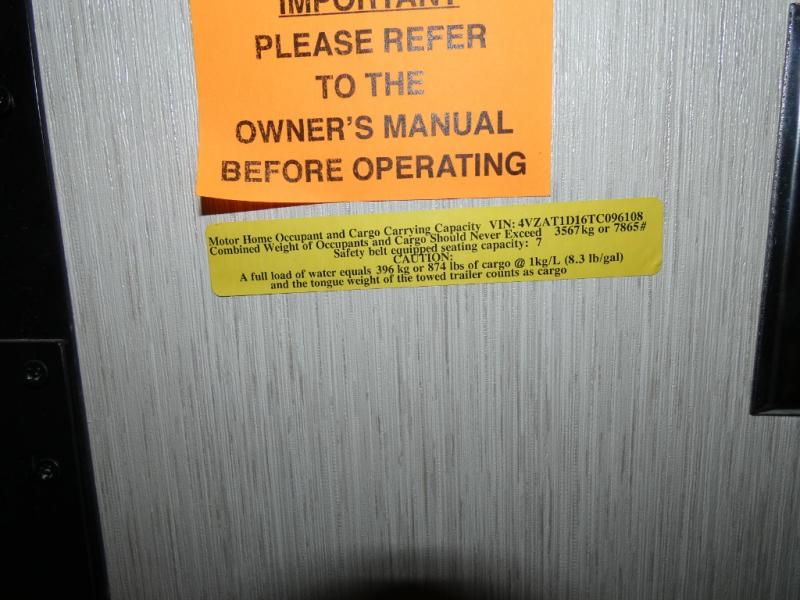 IMPORTANT
PLEASE REFER
TO THE
OWNER'S MANUAL
BEFORE OPERATING
Motor Home Occupant and Cargo Carrying Capacity VIN: 4VZAT1D16TC096108
Combined Weight of Occupants and Cargo Should Never Exceed 3567kg or 7865#
Safety belt equipped seating capacity: 7
CAUTION:
A full load of water equals 396 kg or 874 lbs of cargo @ 1kg/L (8.3 lb/gal)
and the tongue weight of the towed trailer counts as cargo